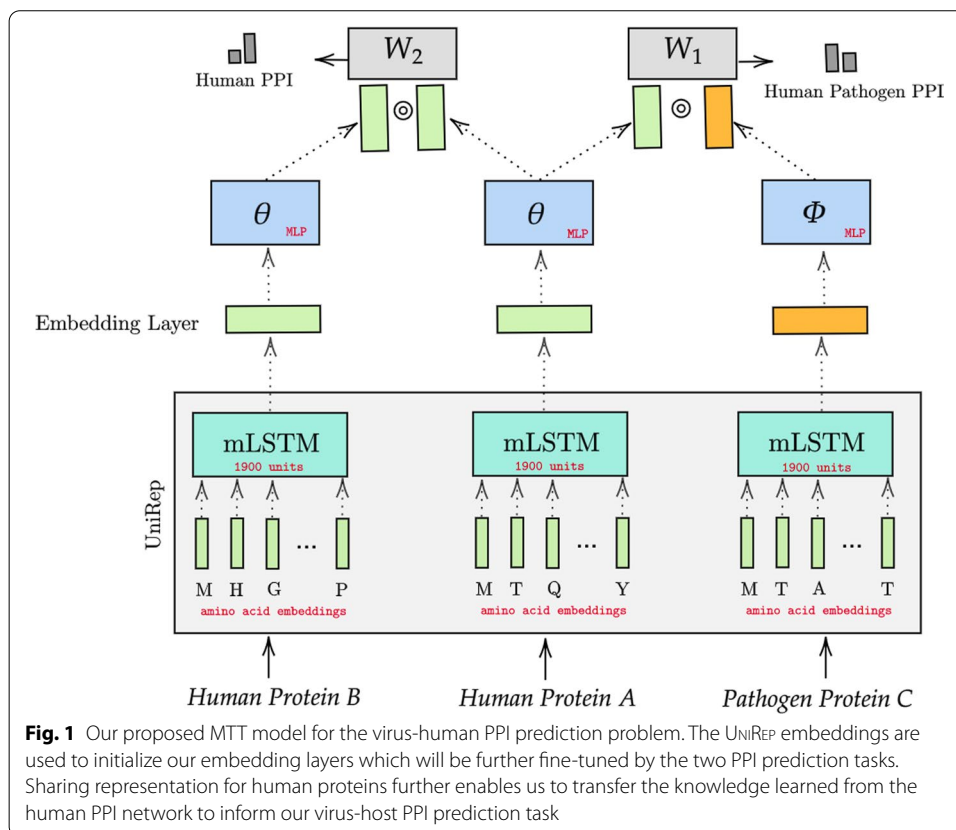 W₂
W₁
Human PPI
Human Pathogen PPI
⊚
⊚
θ
MLP
θ
MLP
Φ
MLP
Embedding Layer
UniRep
mLSTM
1900 units
mLSTM
1900 units
mLSTM
1900 units
...
...
...
M H G P
M T Q Y
M T A T
amino acid embeddings
amino acid embeddings
amino acid embeddings
Human Protein B
Human Protein A
Pathogen Protein C
Fig. 1 Our proposed MTT model for the virus-human PPI prediction problem. The UNIREP embeddings are
used to initialize our embedding layers which will be further fine-tuned by the two PPI prediction tasks.
Sharing representation for human proteins further enables us to transfer the knowledge learned from the
human PPI network to inform our virus-host PPI prediction task